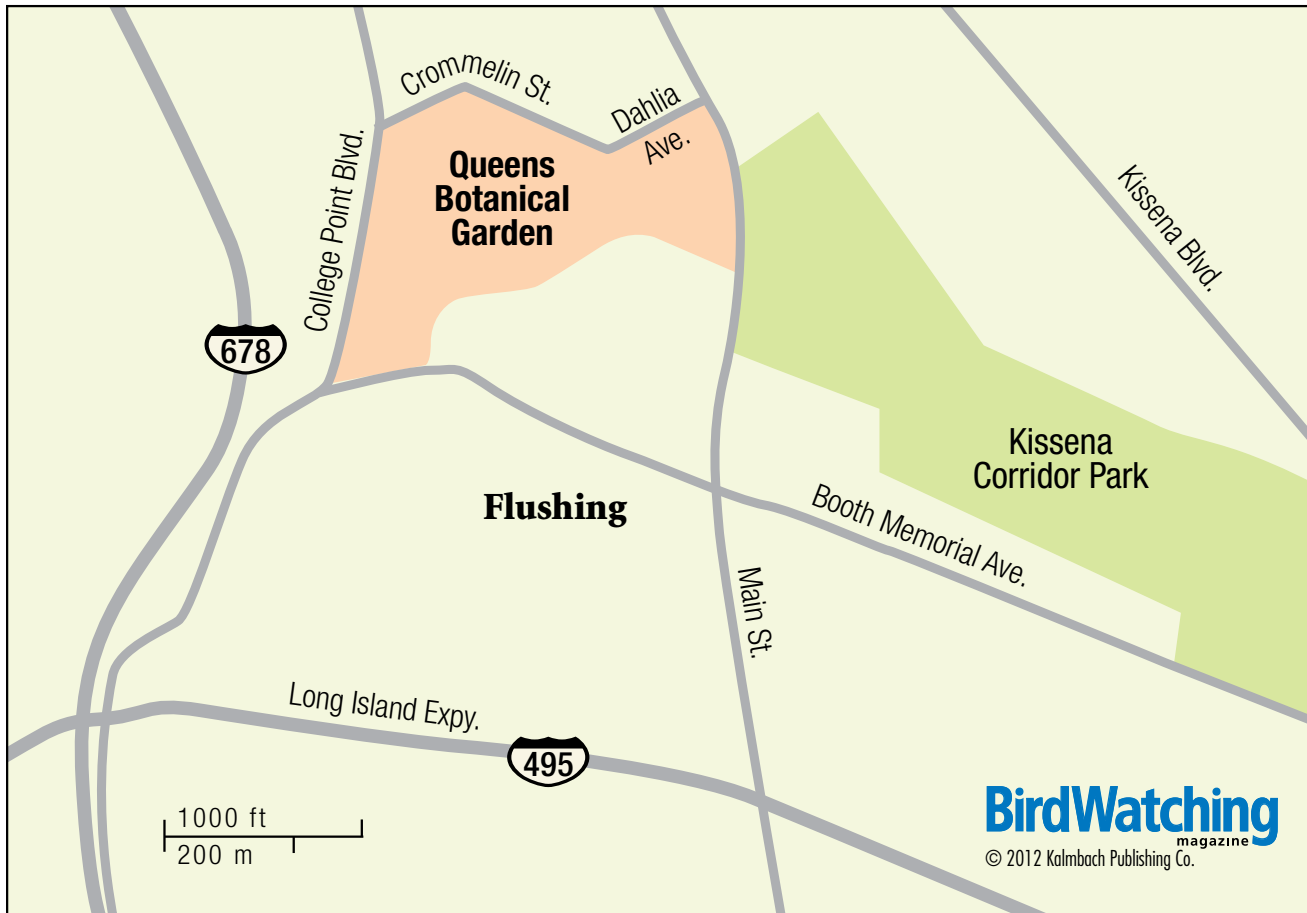 Crommelin St.
Dahlia
Ave.
College Point Blvd.
Queens
Botanical
Garden
Kissena Blvd.
678
Kissena
Corridor Park
Flushing
Booth Memorial Ave.
Main St.
Long Island Expy.
495
1000 ft
200 m
BirdWatching
magazine
© 2012 Kalmbach Publishing Co.